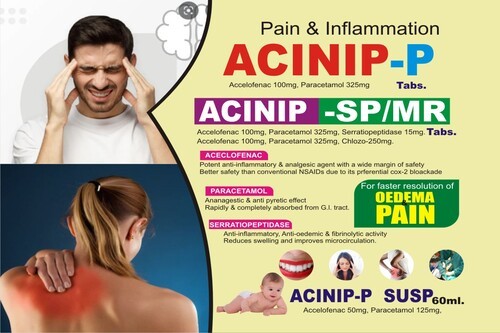 Pain & Inflammation
ACINIP-P
Accelofenac 100mg, Paracetamol 325mg Tabs.
ACINIP -SP/MR
Accelofenac 100mg, Paracetamol 325mg, Serratiopeptidase 15mg. Tabs.
Accelofenac 100mg, Paracetamol 325mg, Chlozo-250mg.
ACECLOFENAC
Potent anti-inflammatory & analgesic agent with a wide margin of safety
Better safety than conventional NSAIDs due to its prferential cox-2 bloackade
PARACETAMOL
Ananagestic & anti pyretic effect
Rapidly & completely absorbed from G.I. tract.
For faster resolution of
OEDEMA
PAIN
SERRATIOPEPTIDASE
Anti-inflammatory, Anti-oedemic & fibrinolytic activity
Reduces swelling and improves microcirculation.
ACINIP-P SUSP 60ml.
Accelofenac 50mg, Paracetamol 125mg,